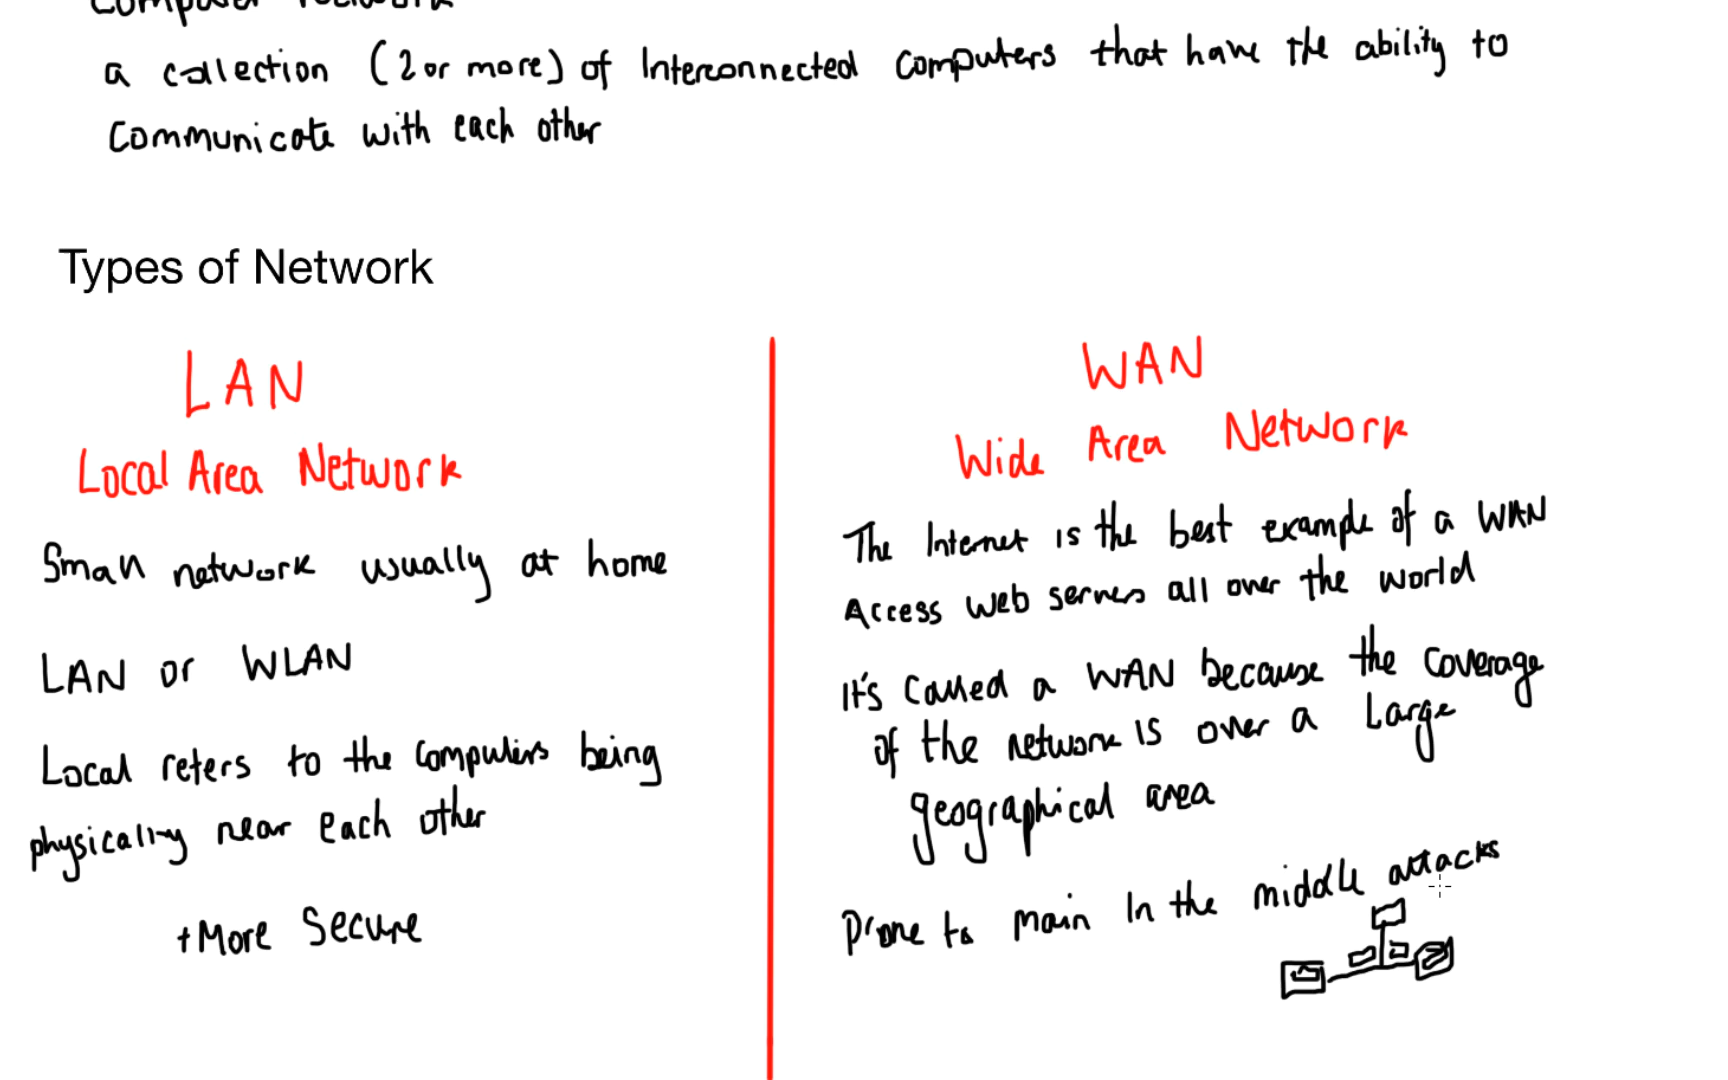 Computer Network
a collection (2 or more) of Interconnected computers that have the ability to
communicate with each other
Types of Network
LAN
Local Area Network
Small network usually at home
LAN or WLAN
Local refers to the computers being
physically near each other
+More Secure
WAN
Wide Area Network
The Internet is the best example of a WAN
Access web servers all over the world
It's called a WAN because the coverage
of the network is over a large
geographical area
Prone to main In the middle attacks